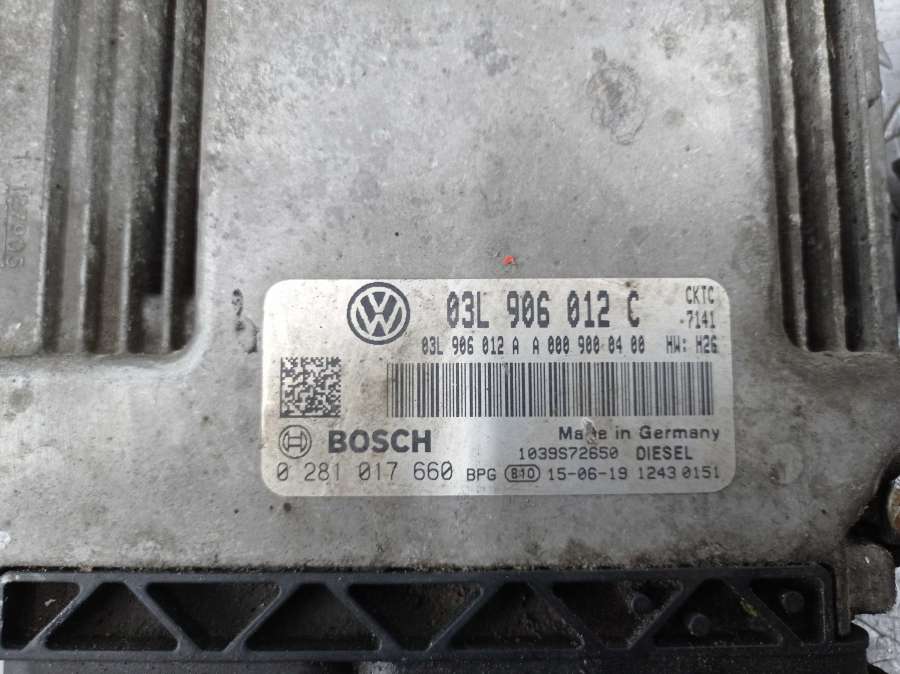 03L 906 012 C CKTC
-7141
03L 906 012 A A 000 900 04 00 HW: H26
BOSCH Made in Germany
1039S72650 DIESEL
0 281 017 660 BPG B10 15-06-19 1243 0151